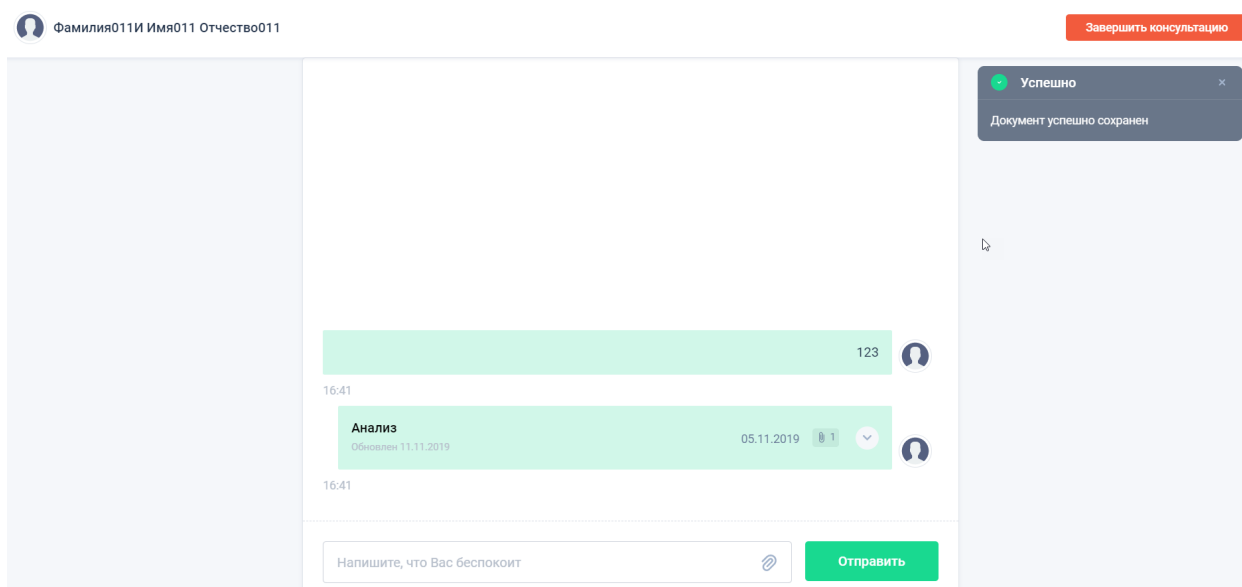 Фамилия011И Имя011 Отчество011
Завершить консультацию
Успешно
Документ успешно сохранен
123
16:41
Анализ
05.11.2019 1
Обновлен 11.11.2019
16:41
Напишите, что Вас беспокоит
Отправить